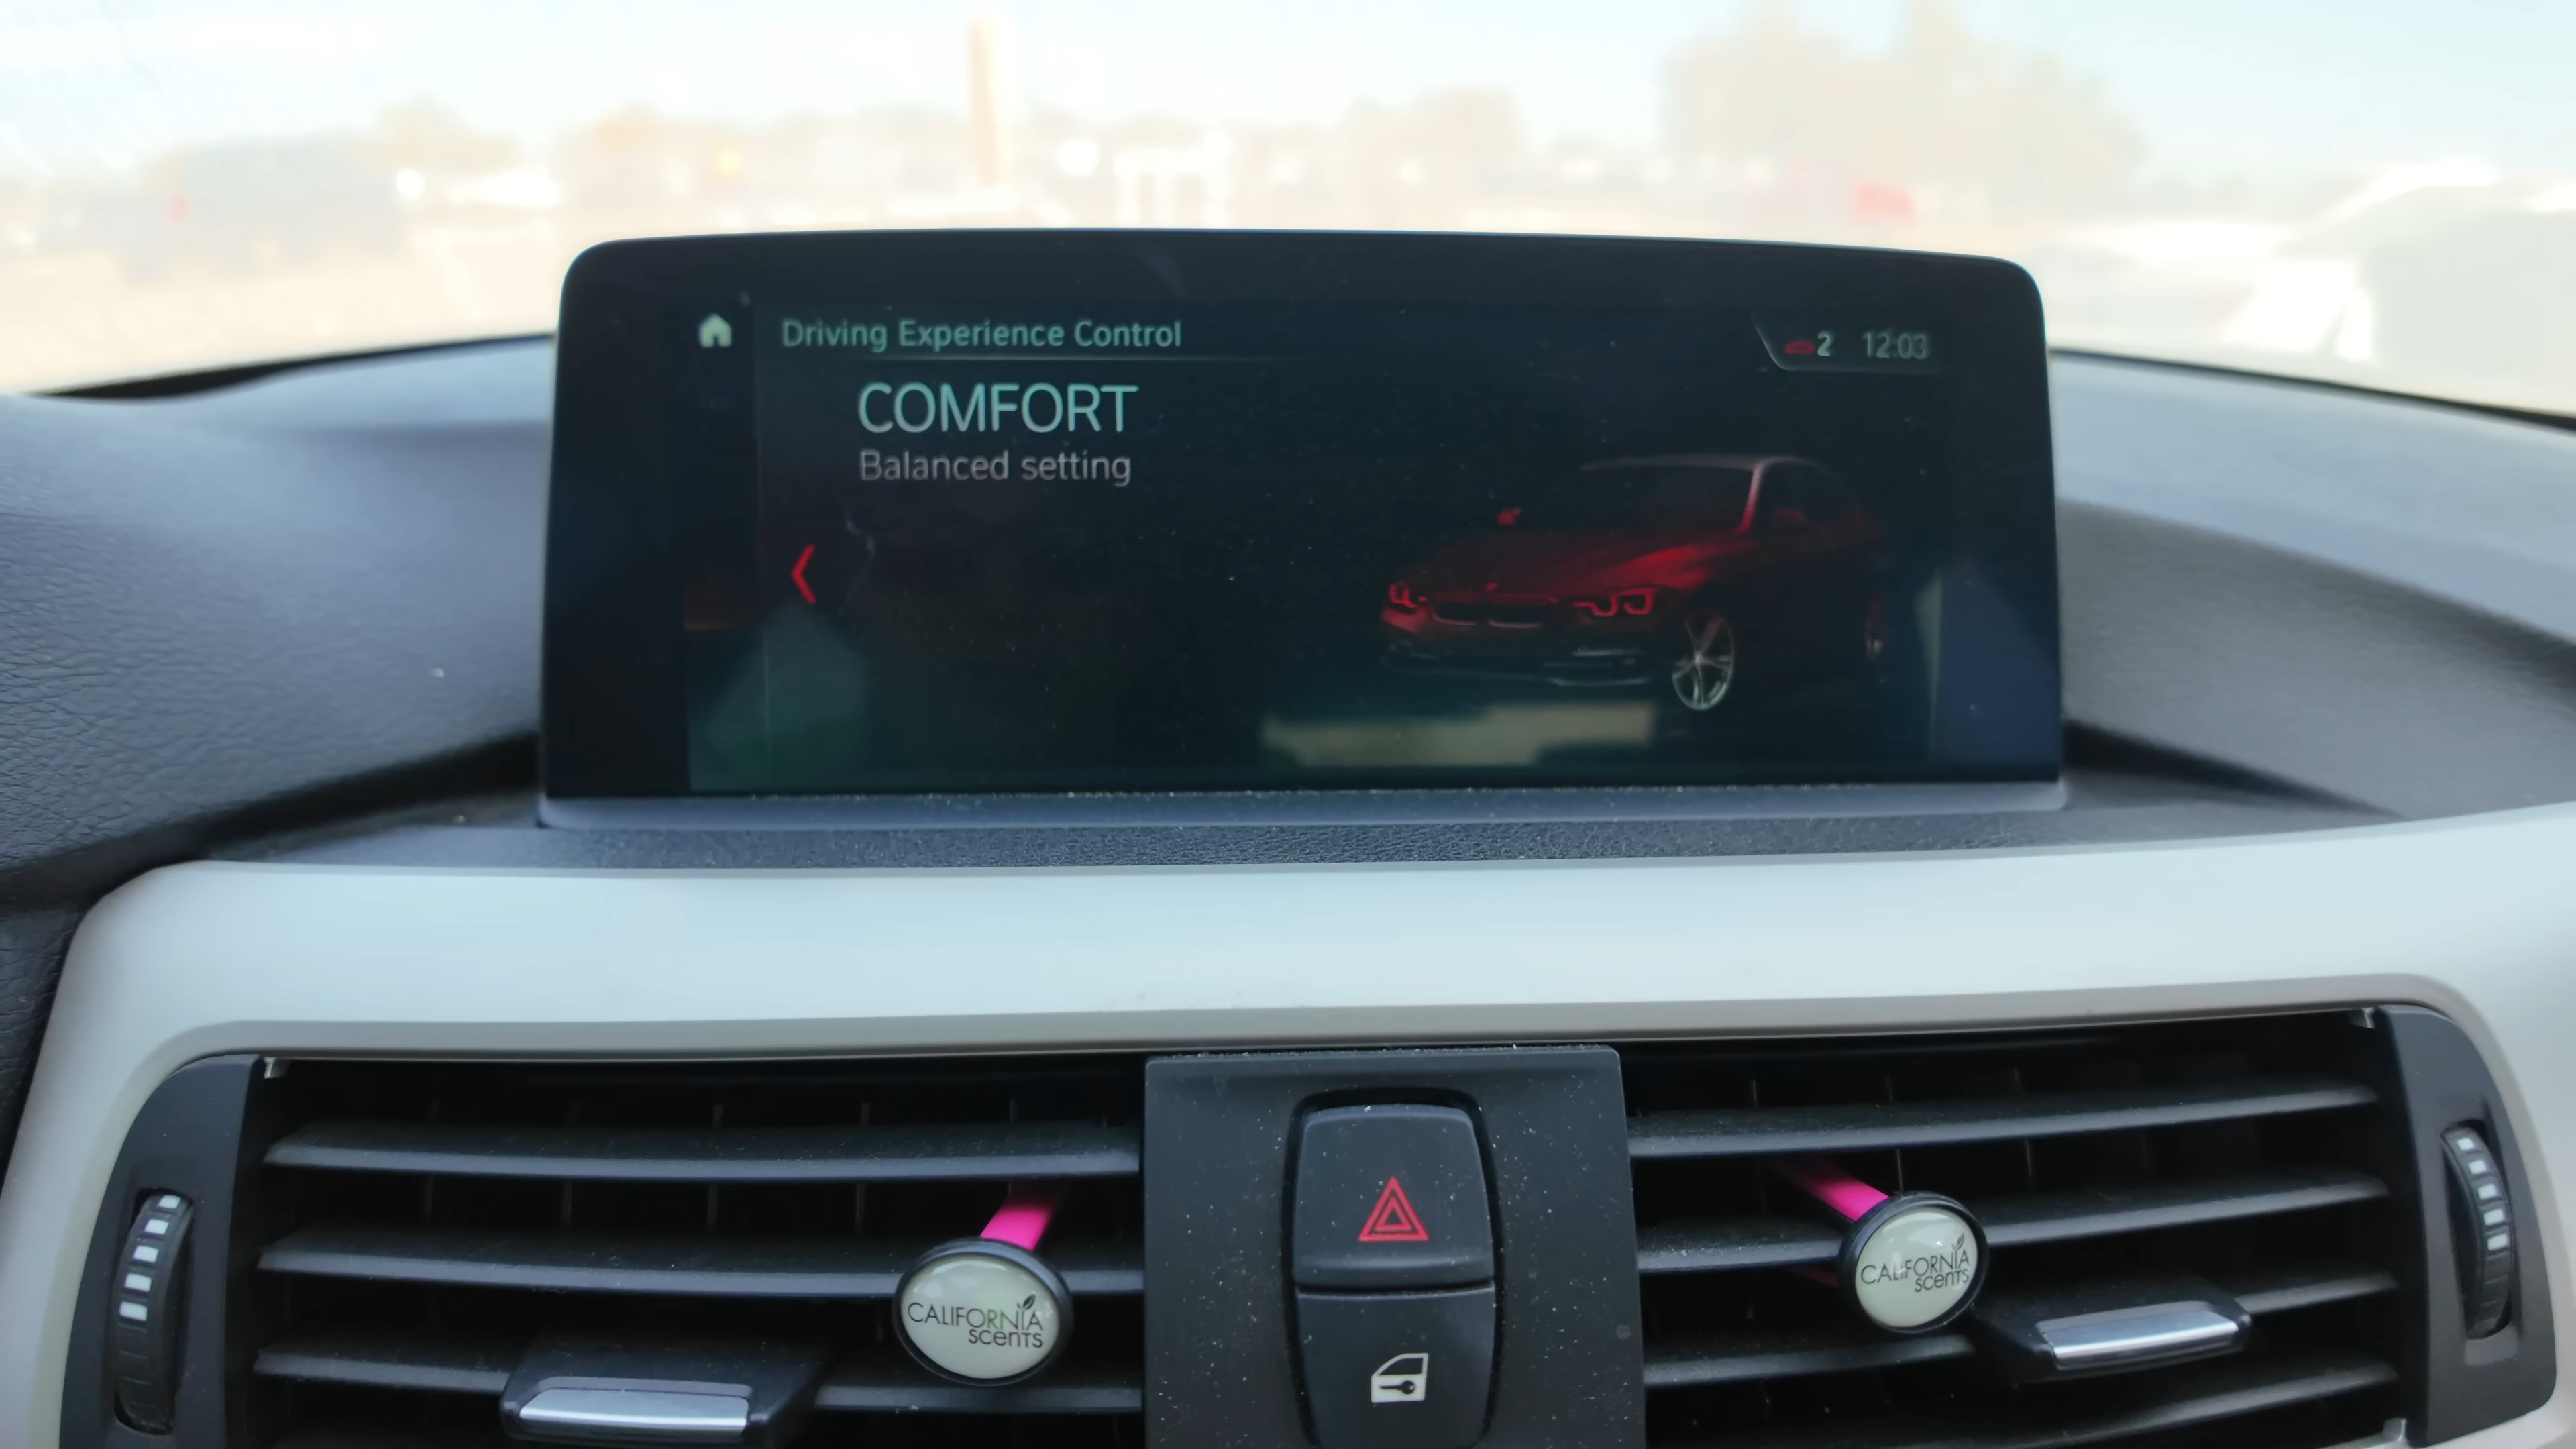 Driving Experience Control
2 12:03
COMFORT
Balanced setting
CALIFORNIA
scents
CALIFORNIA
scents